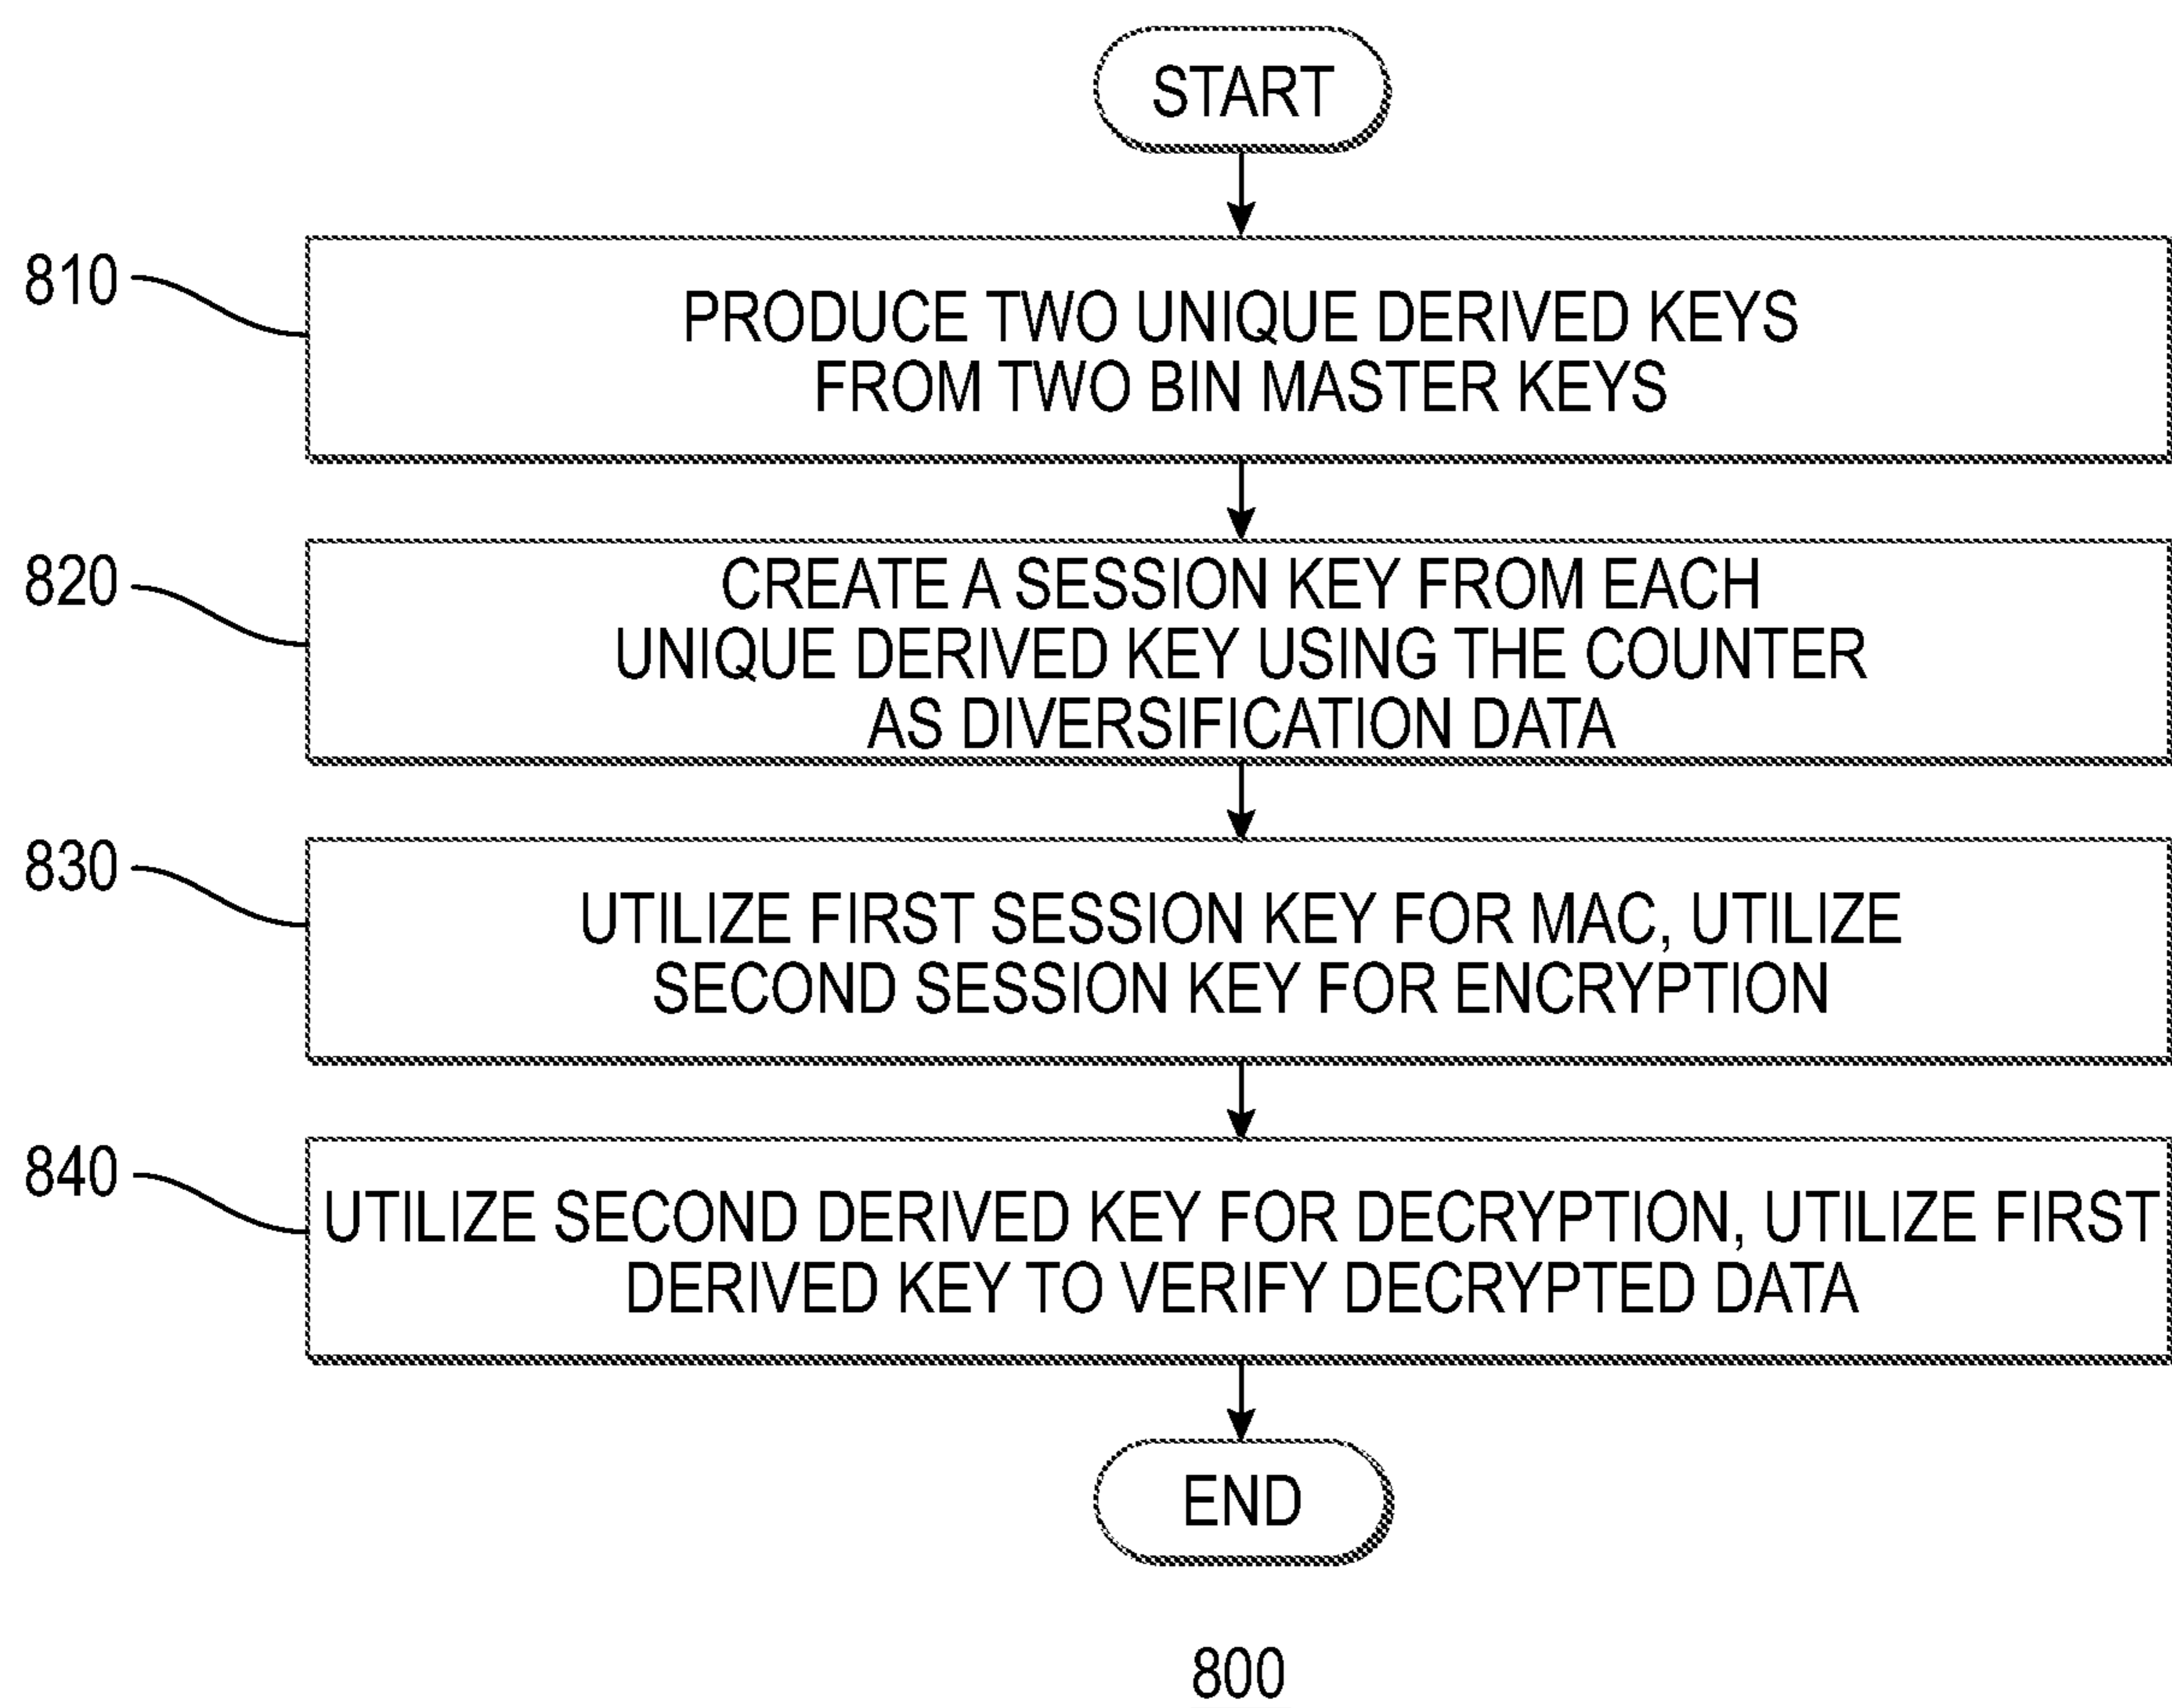 START
810
PRODUCE TWO UNIQUE DERIVED KEYS
FROM TWO BIN MASTER KEYS
820
CREATE A SESSION KEY FROM EACH
UNIQUE DERIVED KEY USING THE COUNTER
AS DIVERSIFICATION DATA
830
UTILIZE FIRST SESSION KEY FOR MAC, UTILIZE
SECOND SESSION KEY FOR ENCRYPTION
840
UTILIZE SECOND DERIVED KEY FOR DECRYPTION, UTILIZE FIRST
DERIVED KEY TO VERIFY DECRYPTED DATA
END
800